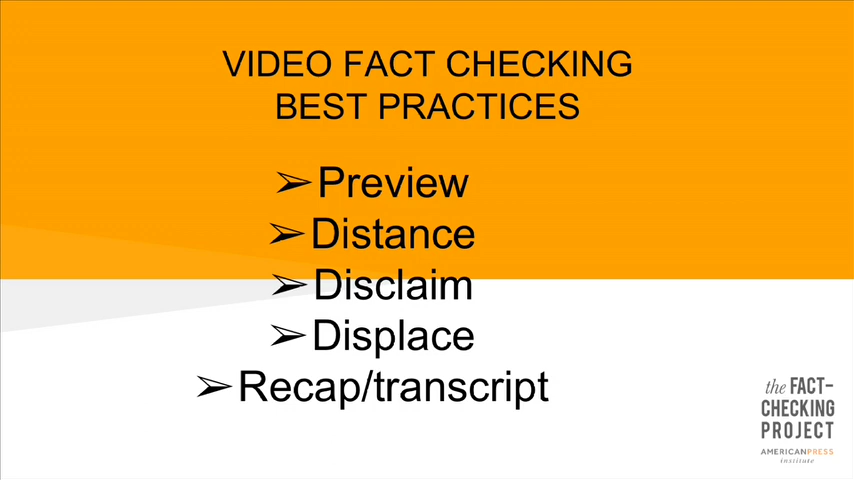 VIDEO FACT CHECKING
BEST PRACTICES
➢Preview
➢Distance
➢Disclaim
➢Displace
➢Recap/transcript
the FACT-
CHECKING
PROJECT
AMERICANPRESS
institute